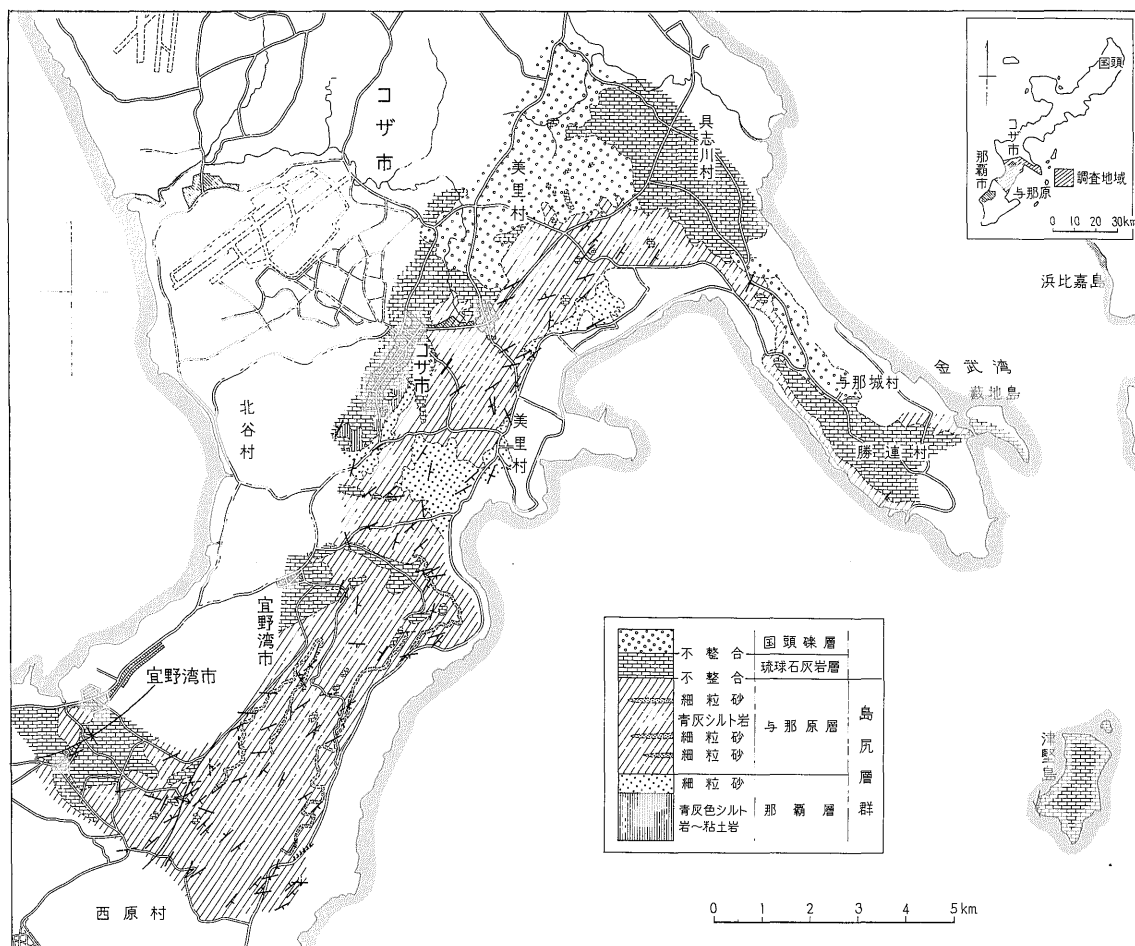 コザ市
美里村
具志川村
国頭
コザ市
那覇市
与那原
調査地域
0 10 20 30km
浜比嘉島
金武湾
藪地島
与那城村
勝連村
コザ市
美里村
北谷村
宜野湾市
宜野湾市
西原村
津堅島
国頭礫層
不整合
琉球石灰岩層
不整合
細粒砂
青灰シルト岩
細粒砂
細粒砂
与那原層
細粒砂
青灰色シルト
岩～粘土岩
那覇層
島尻層群
0 1 2 3 4 5km